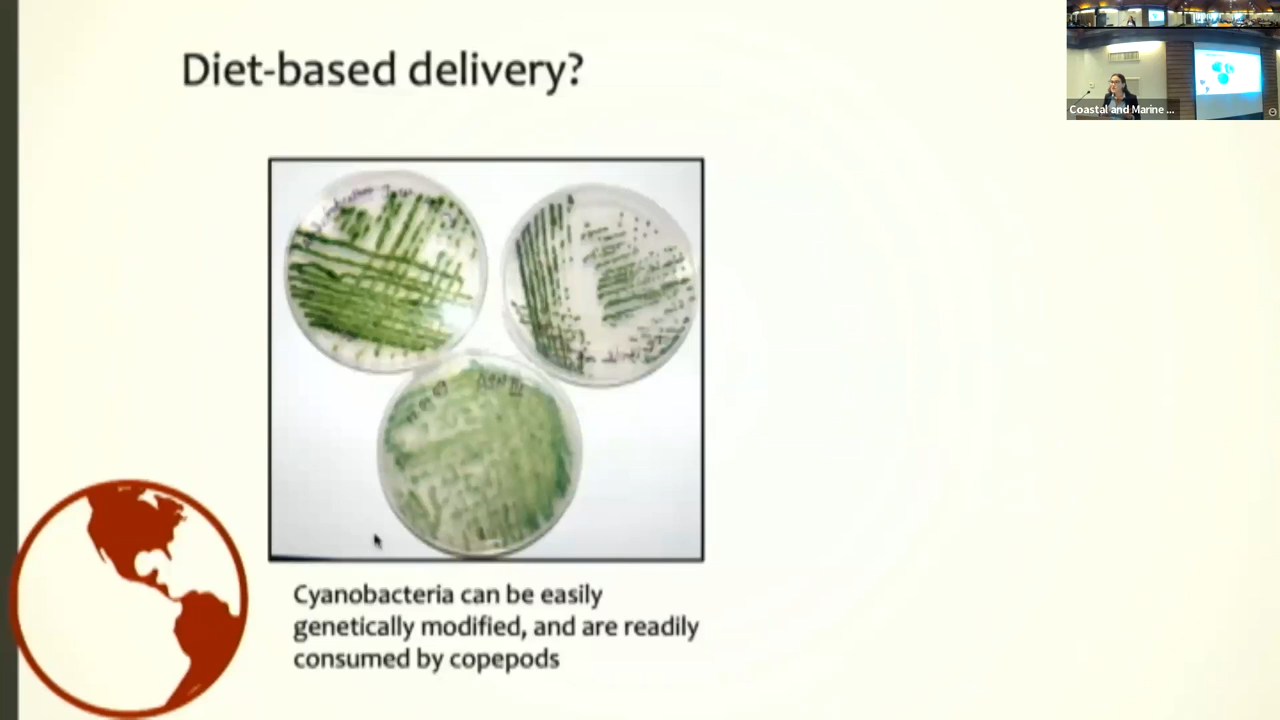 Diet-based delivery?
Coastal and Marine ...
Cyanobacteria can be easily
genetically modified, and are readily
consumed by copepods